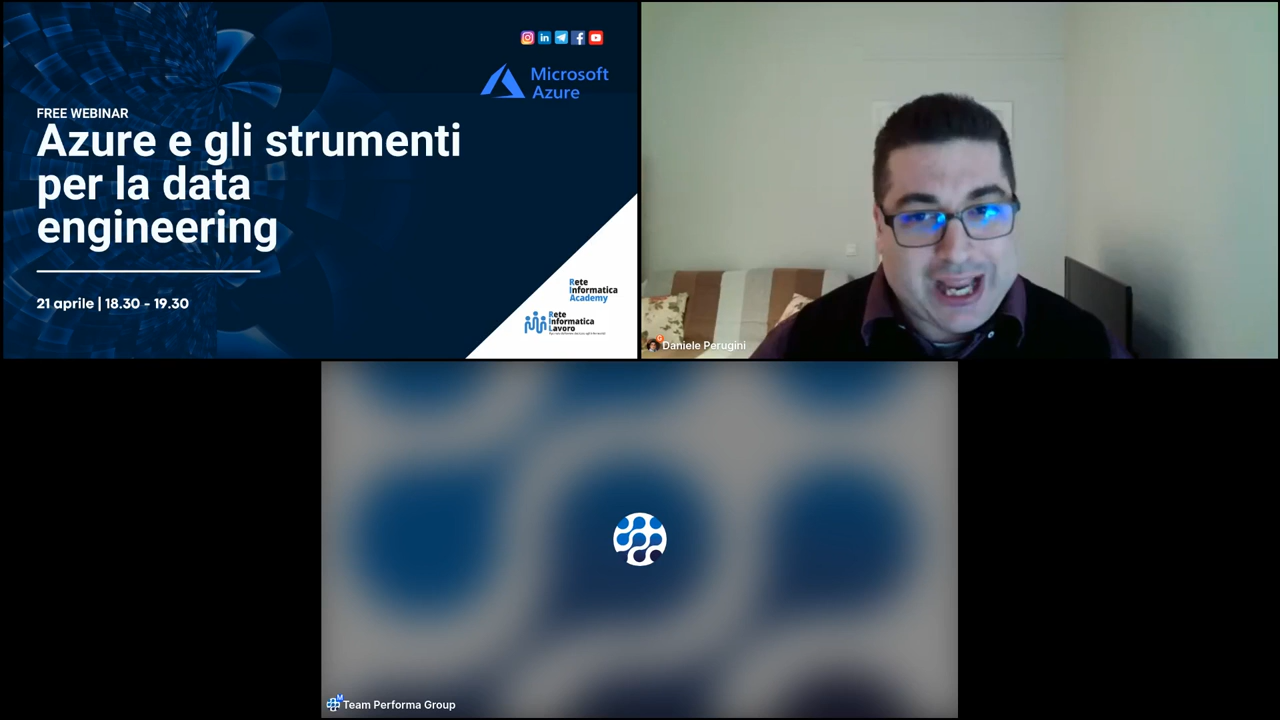 Microsoft
Azure
FREE WEBINAR
Azure e gli strumenti
per la data
engineering
21 aprile | 18.30 - 19.30
Rete
Informatica
Academy
Rete
Informatica
Lavoro
Daniele Perugini
Team Performa Group